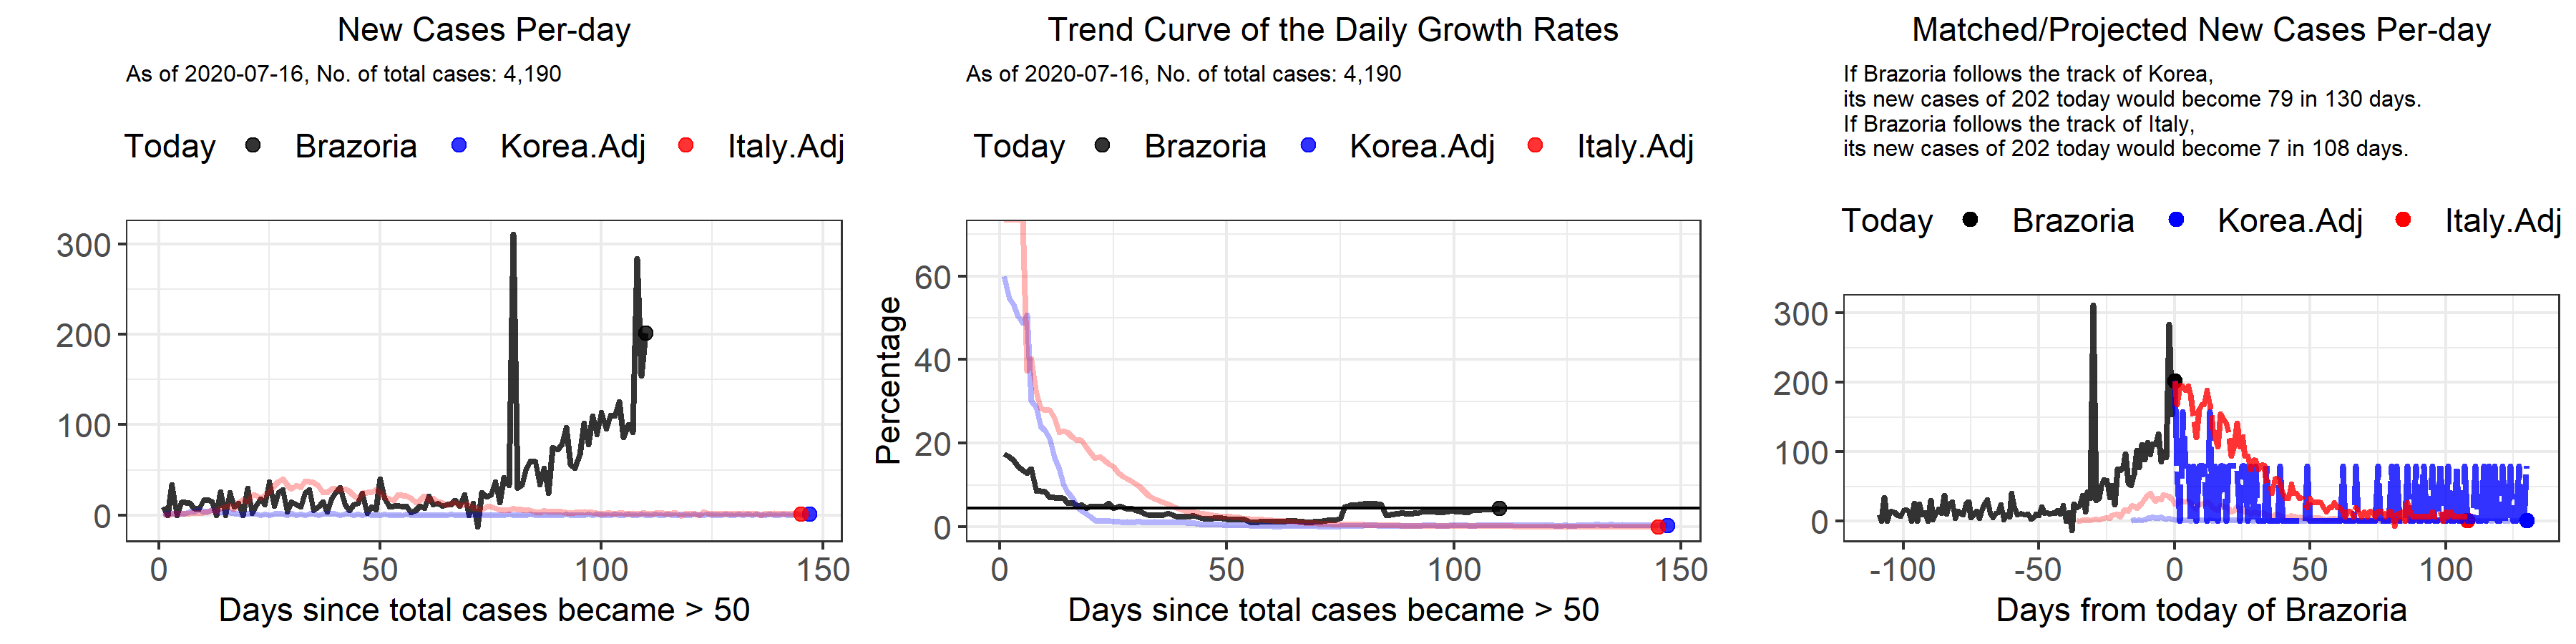 New Cases Per-day
As of 2020-07-16, No. of total cases: 4,190
Today Brazoria Korea.Adj Italy.Adj
300
200
100
0
0 50 100 150
Days since total cases became > 50
Trend Curve of the Daily Growth Rates
As of 2020-07-16, No. of total cases: 4,190
Today Brazoria Korea.Adj Italy.Adj
Percentage
60
40
20
0
0 50 100 150
Days since total cases became > 50
Matched/Projected New Cases Per-day
If Brazoria follows the track of Korea,
its new cases of 202 today would become 79 in 130 days.
If Brazoria follows the track of Italy,
its new cases of 202 today would become 7 in 108 days.
Today Brazoria Korea.Adj Italy.Adj
300
200
100
0
-100 -50 0 50 100
Days from today of Brazoria